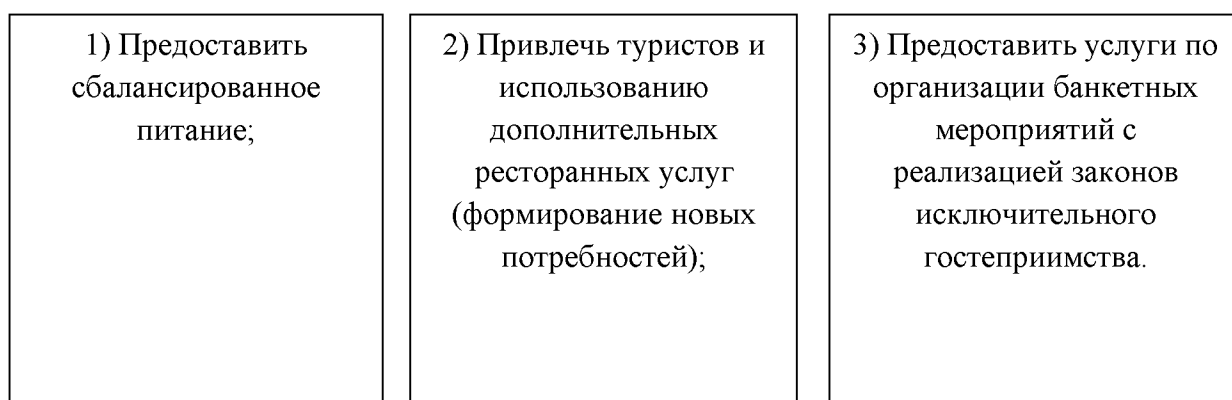 1) Предоставить
сбалансированное
питание;
2) Привлечь туристов и
использованию
дополнительных
ресторанных услуг
(формирование новых
потребностей);
3) Предоставить услуги по
организации банкетных
мероприятий с
реализацией законов
исключительного
гостеприимства.